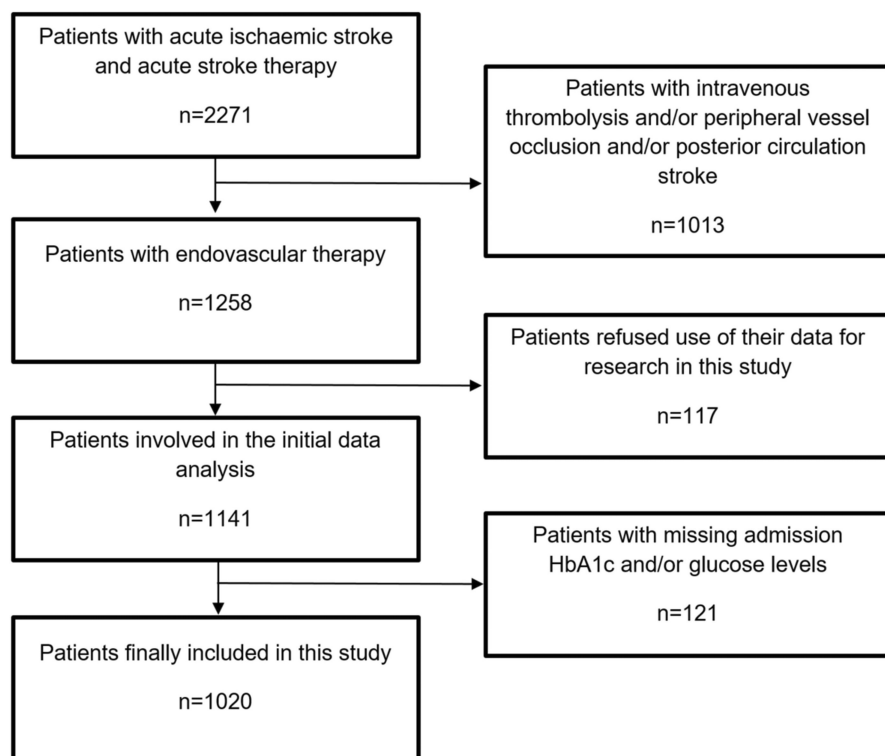 Patients with acute ischaemic stroke
and acute stroke therapy
n=2271
Patients with intravenous
thrombolysis and/or peripheral vessel
occlusion and/or posterior circulation
stroke
n=1013
Patients with endovascular therapy
n=1258
Patients refused use of their data for
research in this study
n=117
Patients involved in the initial data
analysis
n=1141
Patients with missing admission
HbA1c and/or glucose levels
n=121
Patients finally included in this study
n=1020